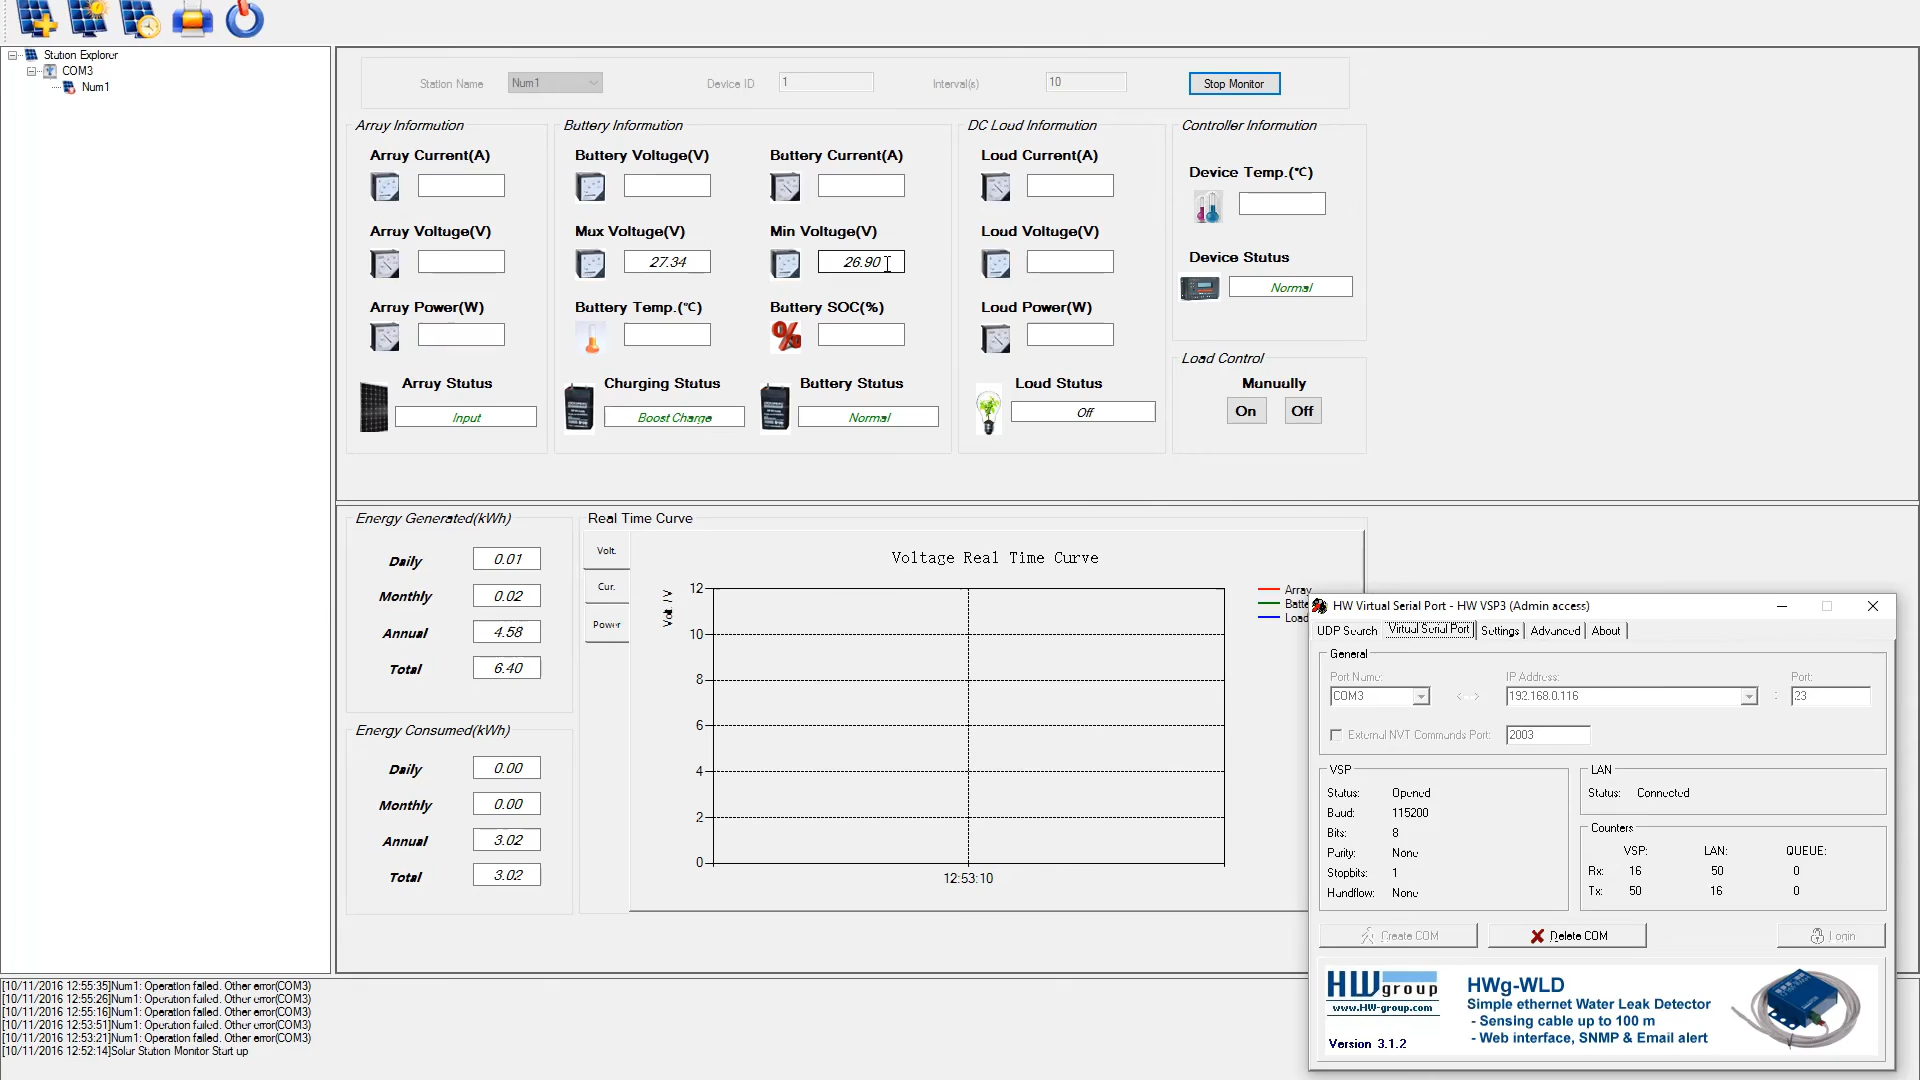 Station Explorer
COM3
Num1
Station Name Num1 Device ID 1 Interval(s) 10 Stop Monitor
Array Information
Array Current(A)
Array Voltage(V)
Array Power(W)
Array Status
Input
Battery Information
Battery Voltage(V) Battery Current(A)
Max Voltage(V) Min Voltage(V)
27.34 26.90
Battery Temp.(°C) Battery SOC(%)
%
Charging Status Battery Status
Boost Charge Normal
DC Load Information
Load Current(A)
Load Voltage(V)
Load Power(W)
Load Status
Off
Controller Information
Device Temp.(°C)
Device Status
Normal
Load Control
Manually
On Off
Energy Generated(kWh)
Daily 0.01
Monthly 0.02
Annual 4.58
Total 6.40
Energy Consumed(kWh)
Daily 0.00
Monthly 0.00
Annual 3.02
Total 3.02
Real Time Curve
Volt.
Cur.
Power
Voltage Real Time Curve
Volt. / V
12
10
8
6
4
2
0
12:53:10
Array
Batte
Load
HW Virtual Serial Port - HW VSP3 (Admin access)
UDP Search Virtual Serial Port Settings Advanced About
General
Port Name: IP Address: Port:
COM3 <--> 192.168.0.116 : 23
External NVT Commands Port: 2003
VSP
Status: Opened
Baud: 115200
Bits: 8
Parity: None
Stopbits: 1
Handflow: None
LAN
Status: Connected
Counters
VSP: LAN: QUEUE:
Rx: 16 50 0
Tx: 50 16 0
Create COM Delete COM Login
HW group
www.HW-group.com
Version 3.1.2
HWg-WLD
Simple ethernet Water Leak Detector
- Sensing cable up to 100 m
- Web interface, SNMP & Email alert
[10/11/2016 12:55:35]Num1: Operation failed. Other error(COM3)
[10/11/2016 12:55:26]Num1: Operation failed. Other error(COM3)
[10/11/2016 12:55:16]Num1: Operation failed. Other error(COM3)
[10/11/2016 12:53:51]Num1: Operation failed. Other error(COM3)
[10/11/2016 12:53:21]Num1: Operation failed. Other error(COM3)
[10/11/2016 12:52:14]Solar Station Monitor Start up